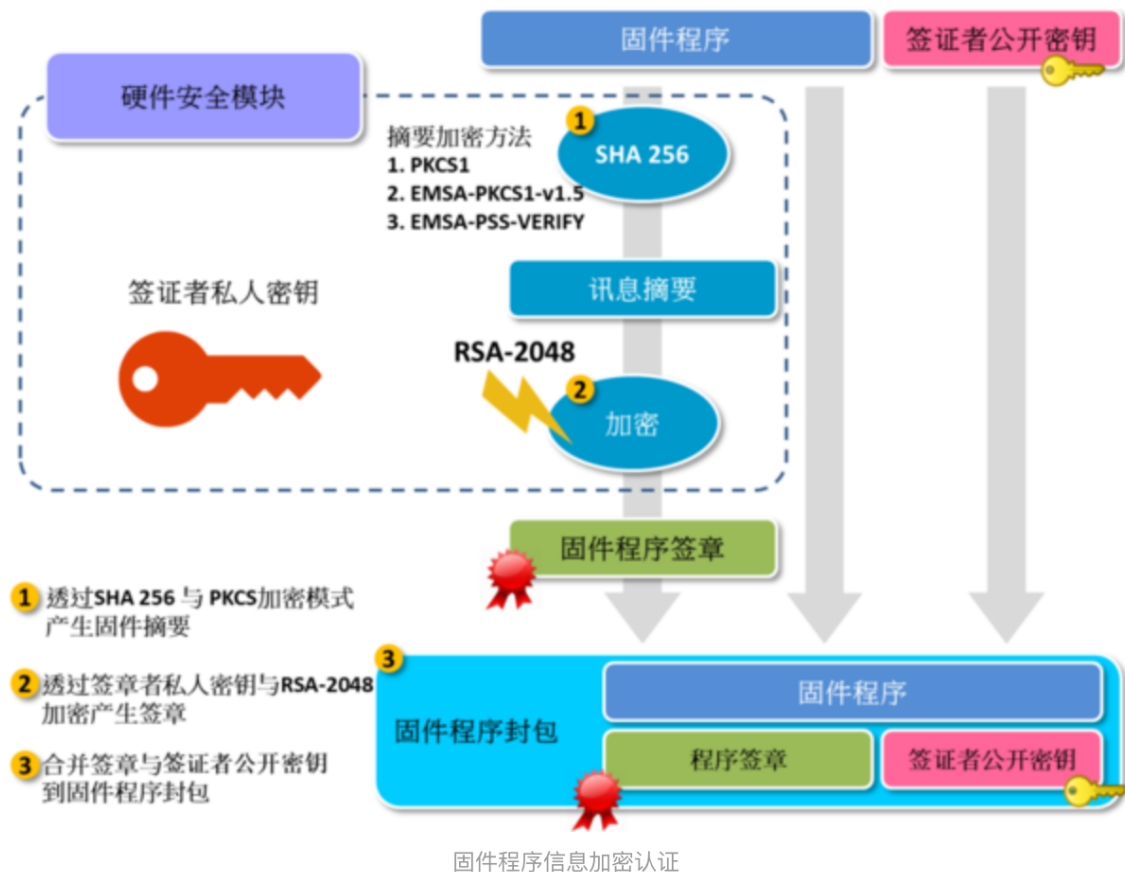 固件程序
签证者公开密钥
硬件安全模块
1
SHA 256
摘要加密方法
1. PKCS1
2. EMSA-PKCS1-v1.5
3. EMSA-PSS-VERIFY
讯息摘要
签证者私人密钥
RSA-2048
2
加密
固件程序签章
1 透过SHA 256 与 PKCS加密模式
产生固件摘要
2 透过签章者私人密钥与RSA-2048
加密产生签章
3 合并签章与签证者公开密钥
到固件程序封包
3
固件程序封包
固件程序
程序签章
签证者公开密钥
固件程序信息加密认证